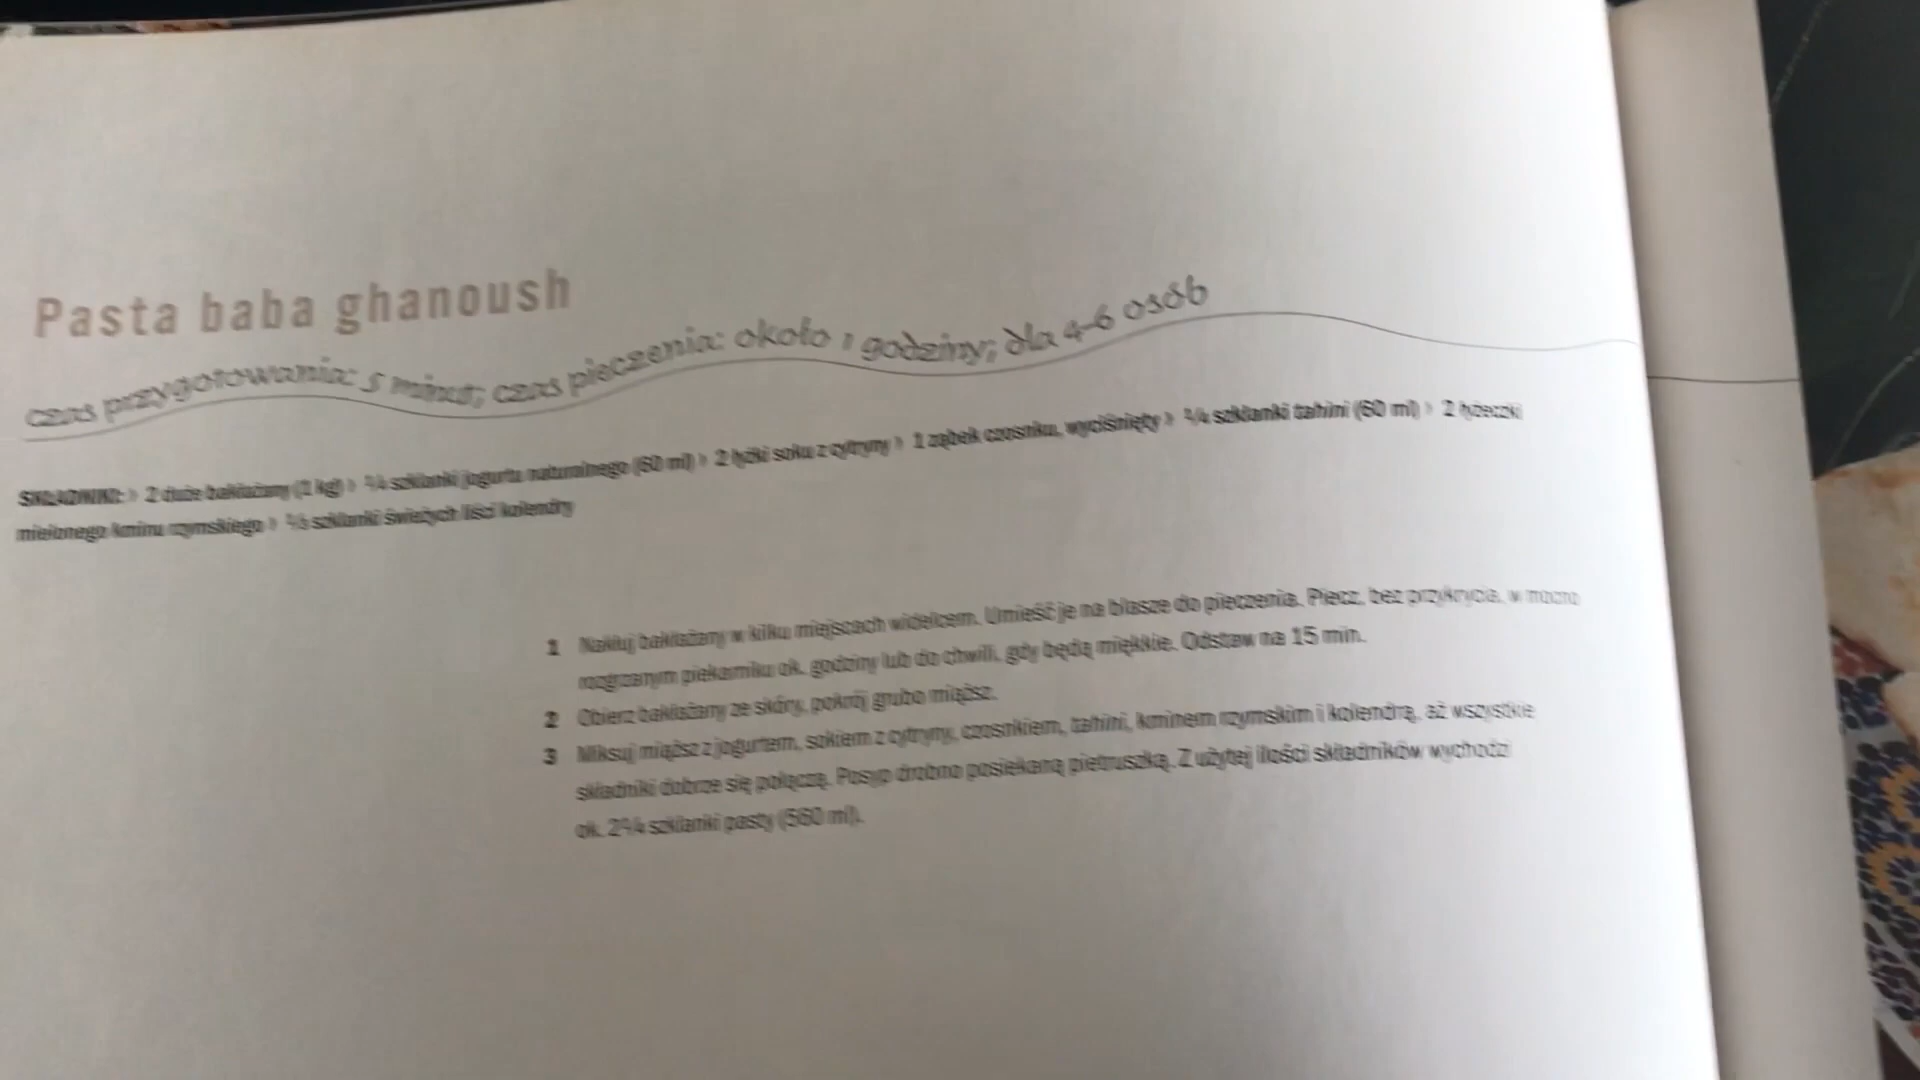 Pasta baba ghanoush
czas przygotowania: 5 minut; czas pieczenia: około 1 godziny; dla 4-6 osób
SKŁADNIKI: › 2 duże bakłażany (1 kg) › ¼ szklanki jogurtu naturalnego (60 ml) › 2 łyżki soku z cytryny › 1 ząbek czosnku, wyciśnięty › ¼ szklanki tahini (60 ml) › 2 łyżeczki
mielonego kminu rzymskiego › ⅓ szklanki świeżych liści kolendry
1 Nakłuj bakłażany w kilku miejscach widelcem. Umieść je na blasze do pieczenia. Piecz, bez przykrycia, w mocno
rozgrzanym piekarniku ok. godziny lub do chwili, gdy będą miękkie. Odstaw na 15 min.
2 Obierz bakłażany ze skóry, pokrój grubo miąższ.
3 Miksuj miąższ z jogurtem, sokiem z cytryny, czosnkiem, tahini, kminem rzymskim i kolendrą, aż wszystkie
składniki dobrze się połączą. Posyp drobno posiekaną pietruszką. Z użytej ilości składników wychodzi
ok. 2¼ szklanki pasty (560 ml).